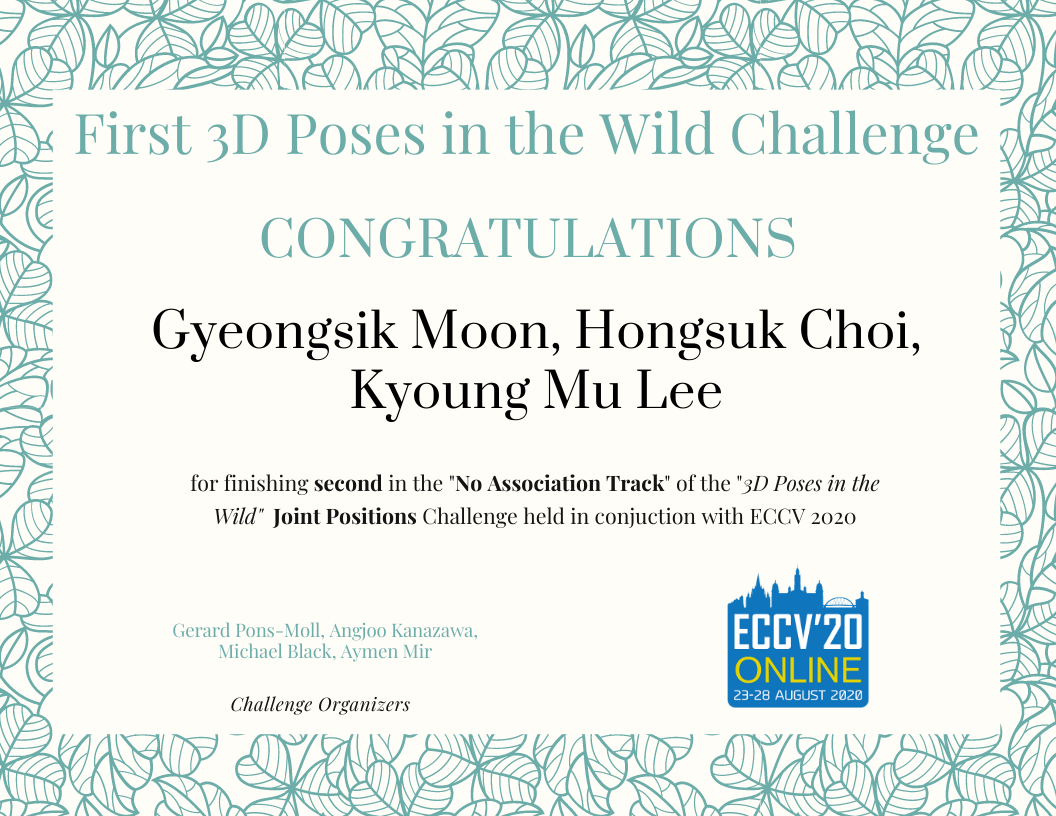 First 3D Poses in the Wild Challenge
CONGRATULATIONS
Gyeongsik Moon, Hongsuk Choi,
Kyoung Mu Lee
for finishing second in the "No Association Track" of the "3D Poses in the
Wild" Joint Positions Challenge held in conjuction with ECCV 2020
Gerard Pons-Moll, Angjoo Kanazawa,
Michael Black, Aymen Mir
Challenge Organizers
ECCV'20
ONLINE
23-28 AUGUST 2020